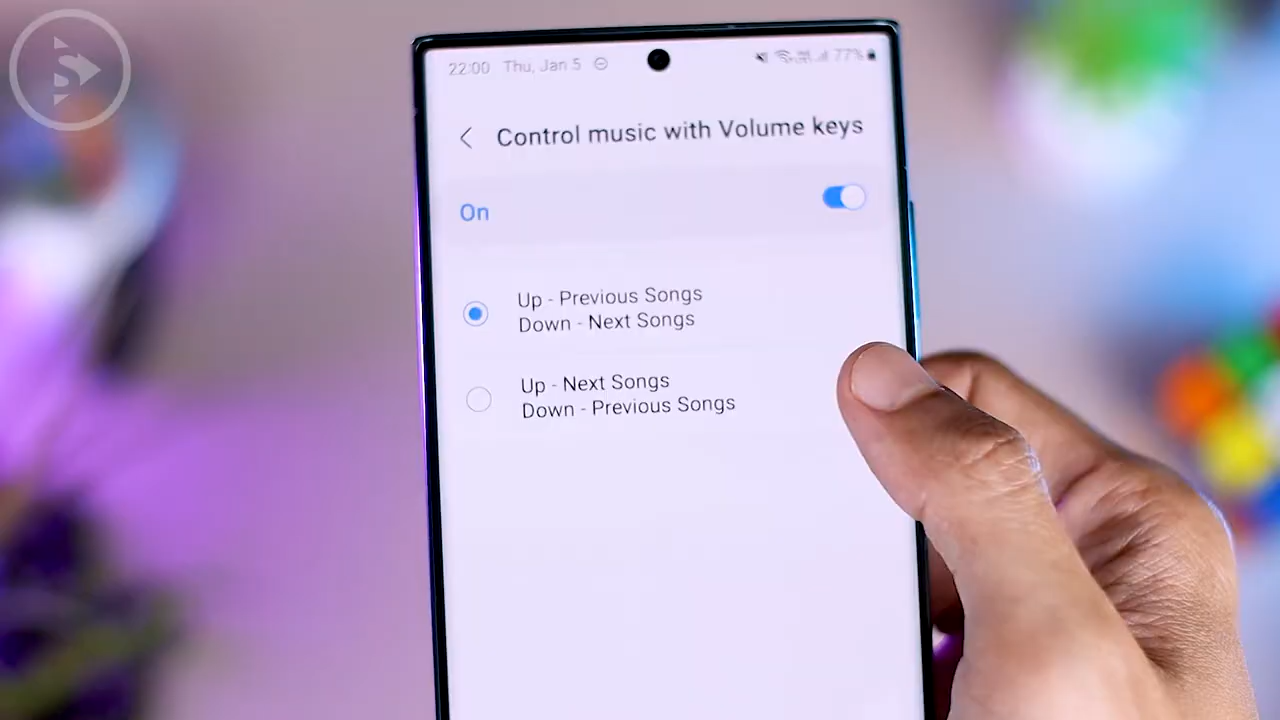 22:00 Thu, Jan 5 77%
Control music with Volume keys
On
Up - Previous Songs
Down - Next Songs
Up - Next Songs
Down - Previous Songs